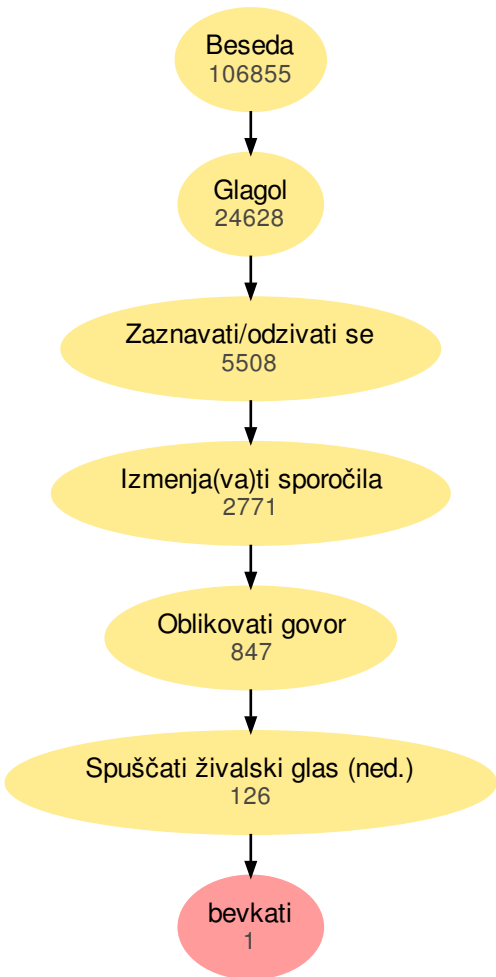 Beseda
106855
Glagol
24628
Zaznavati/odzivati se
5508
Izmenja(va)ti sporočila
2771
Oblikovati govor
847
Spuščati živalski glas (ned.)
126
bevkati
1